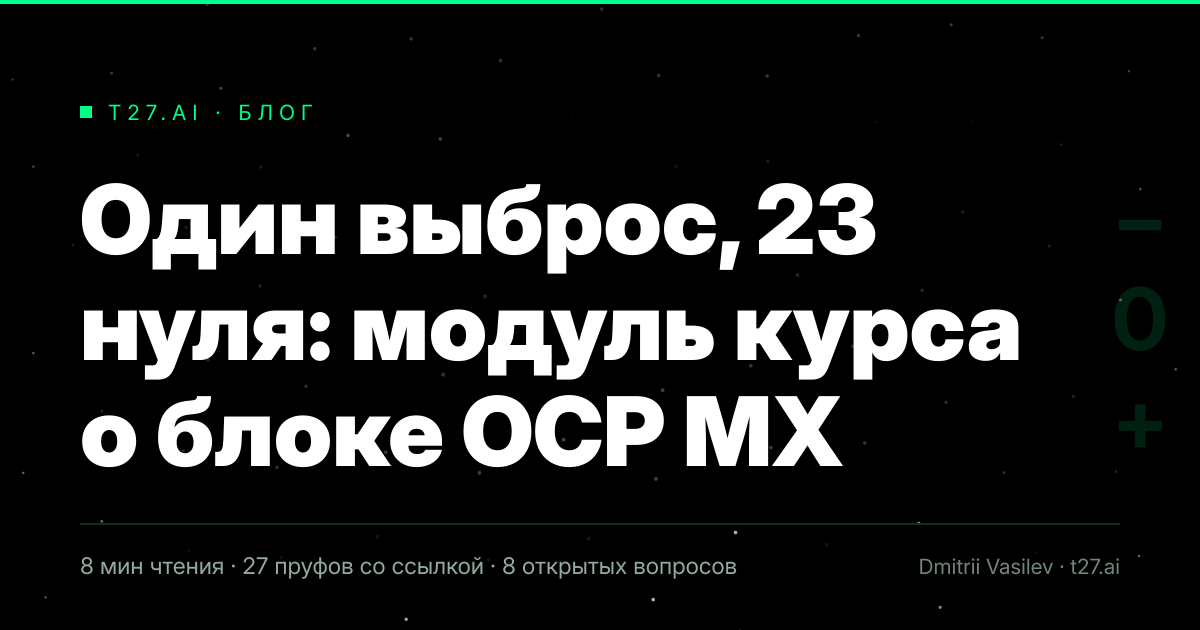 T27.AI · БЛОГ
Один выброс, 23
нуля: модуль курса
о блоке OCP MX
8 мин чтения · 27 пруфов со ссылкой · 8 открытых вопросов
Dmitrii Vasilev · t27.ai
−
0
+